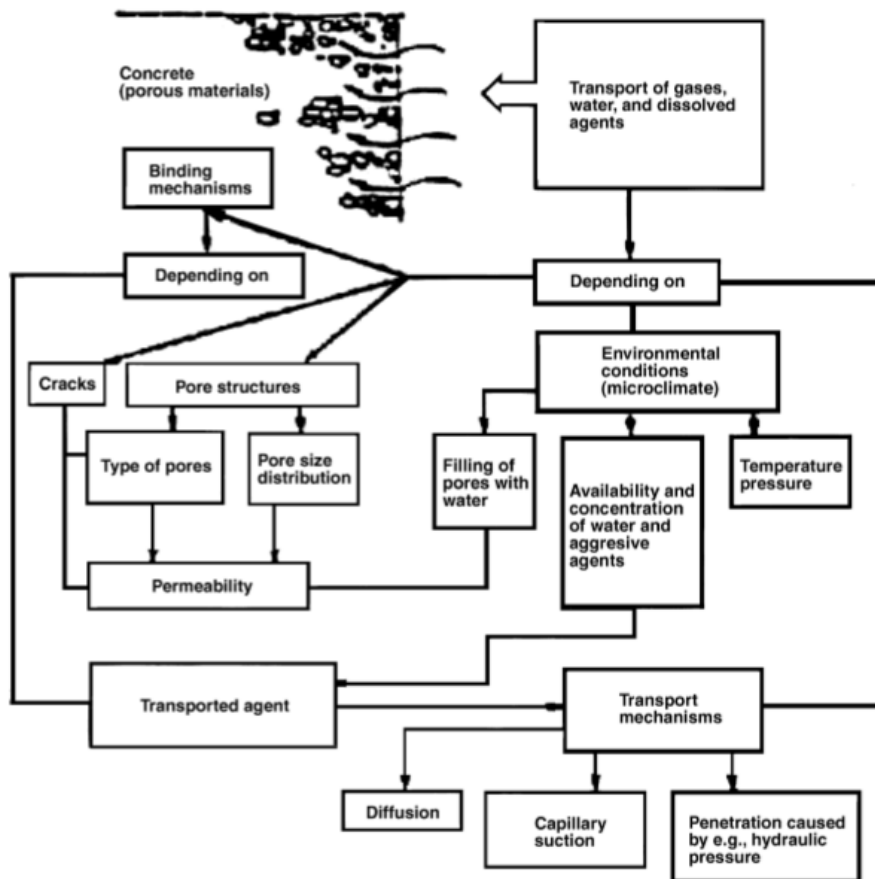 Concrete
(porous materials)
Transport of gases,
water, and dissolved
agents
Binding
mechanisms
Depending on
Depending on
Environmental
conditions
(microclimate)
Cracks
Pore structures
Type of pores
Pore size
distribution
Filling of
pores with
water
Availability and
concentration
of water and
aggresive
agents
Temperature
pressure
Permeability
Transported agent
Transport
mechanisms
Diffusion
Capillary
suction
Penetration caused
by e.g., hydraulic
pressure